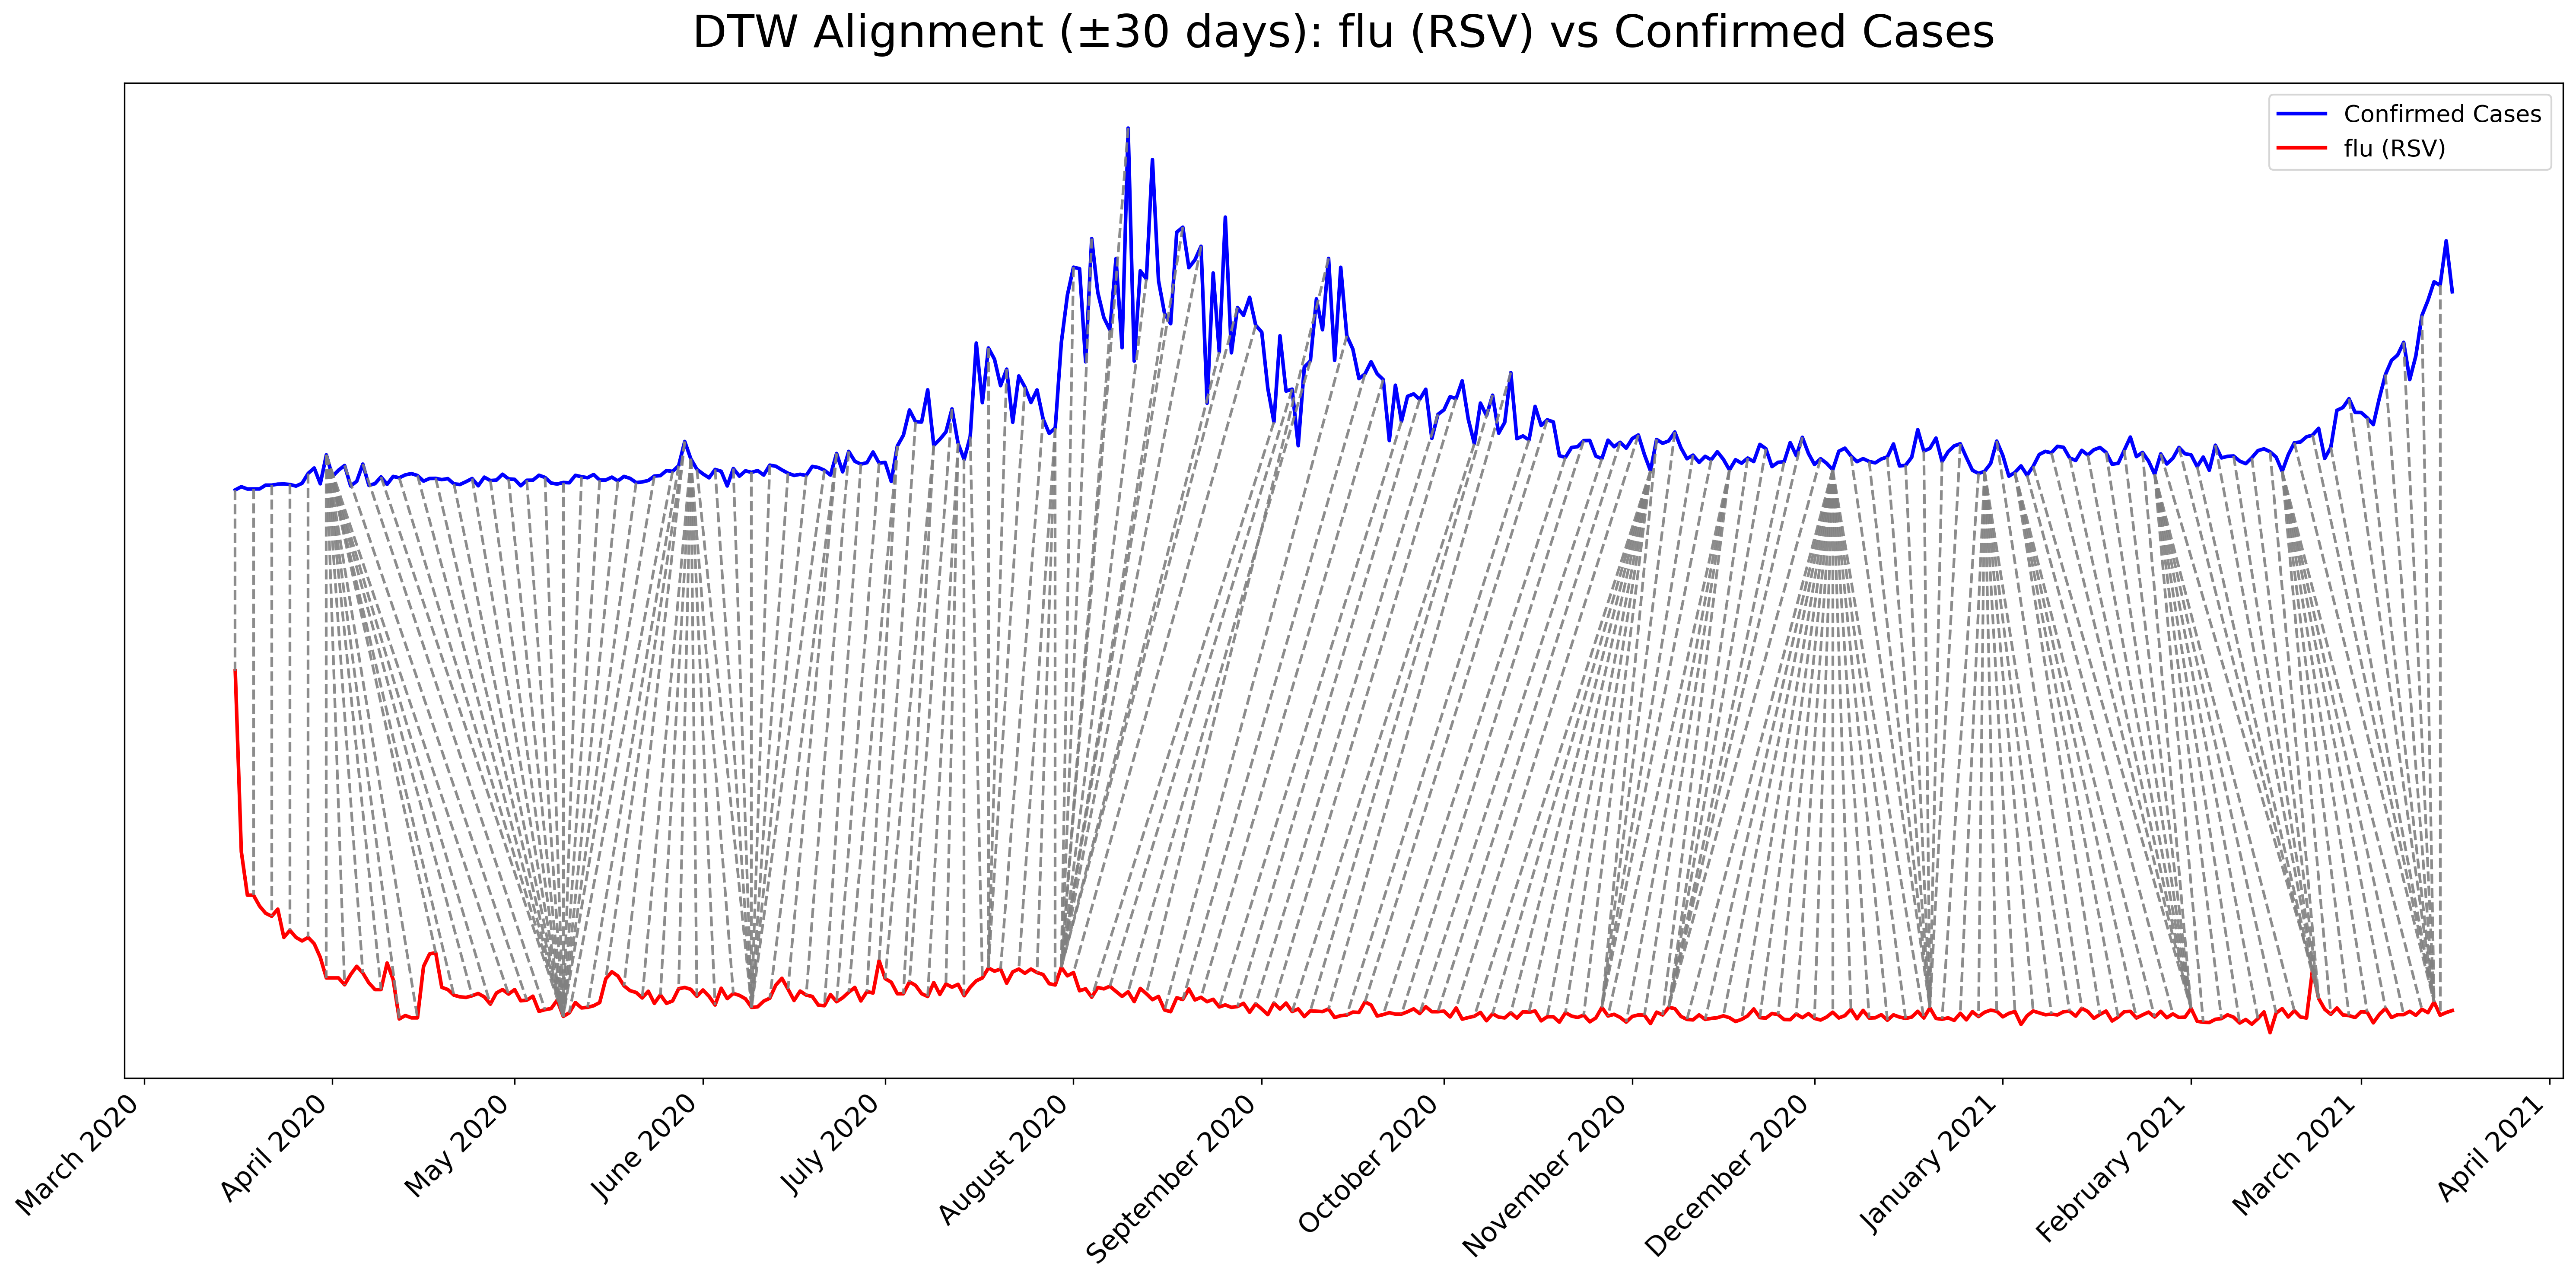 DTW Alignment (±30 days): flu (RSV) vs Confirmed Cases
Confirmed Cases
flu (RSV)
March 2020
April 2020
May 2020
June 2020
July 2020
August 2020
September 2020
October 2020
November 2020
December 2020
January 2021
February 2021
March 2021
April 2021